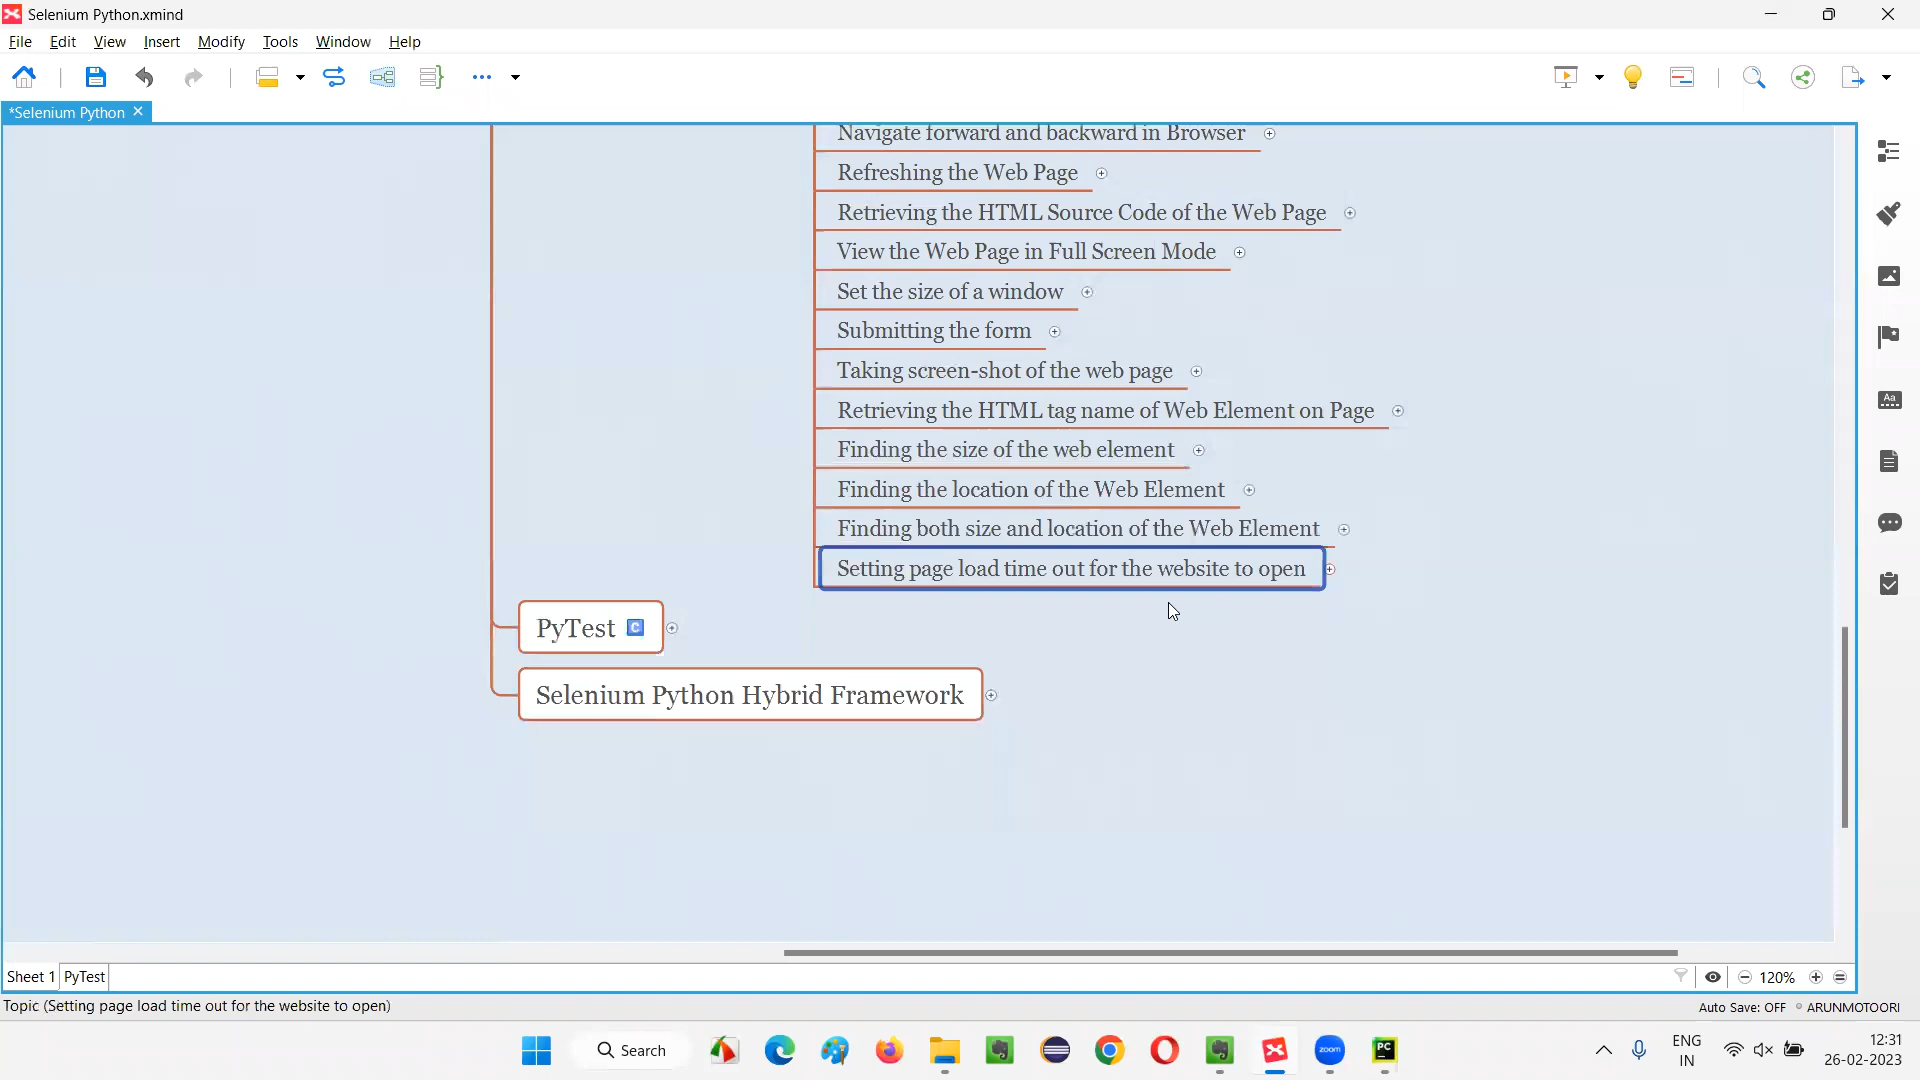 Selenium Python.xmind
File Edit View Insert Modify Tools Window Help
*Selenium Python
Navigate forward and backward in Browser
Refreshing the Web Page
Retrieving the HTML Source Code of the Web Page
View the Web Page in Full Screen Mode
Set the size of a window
Submitting the form
Taking screen-shot of the web page
Retrieving the HTML tag name of Web Element on Page
Finding the size of the web element
Finding the location of the Web Element
Finding both size and location of the Web Element
Setting page load time out for the website to open
PyTest C
Selenium Python Hybrid Framework
Aa
Sheet 1 PyTest
120%
Topic (Setting page load time out for the website to open)
Auto Save: OFF ARUNMOTOORI
Search
zoom
PC
ENG
IN
12:31
26-02-2023